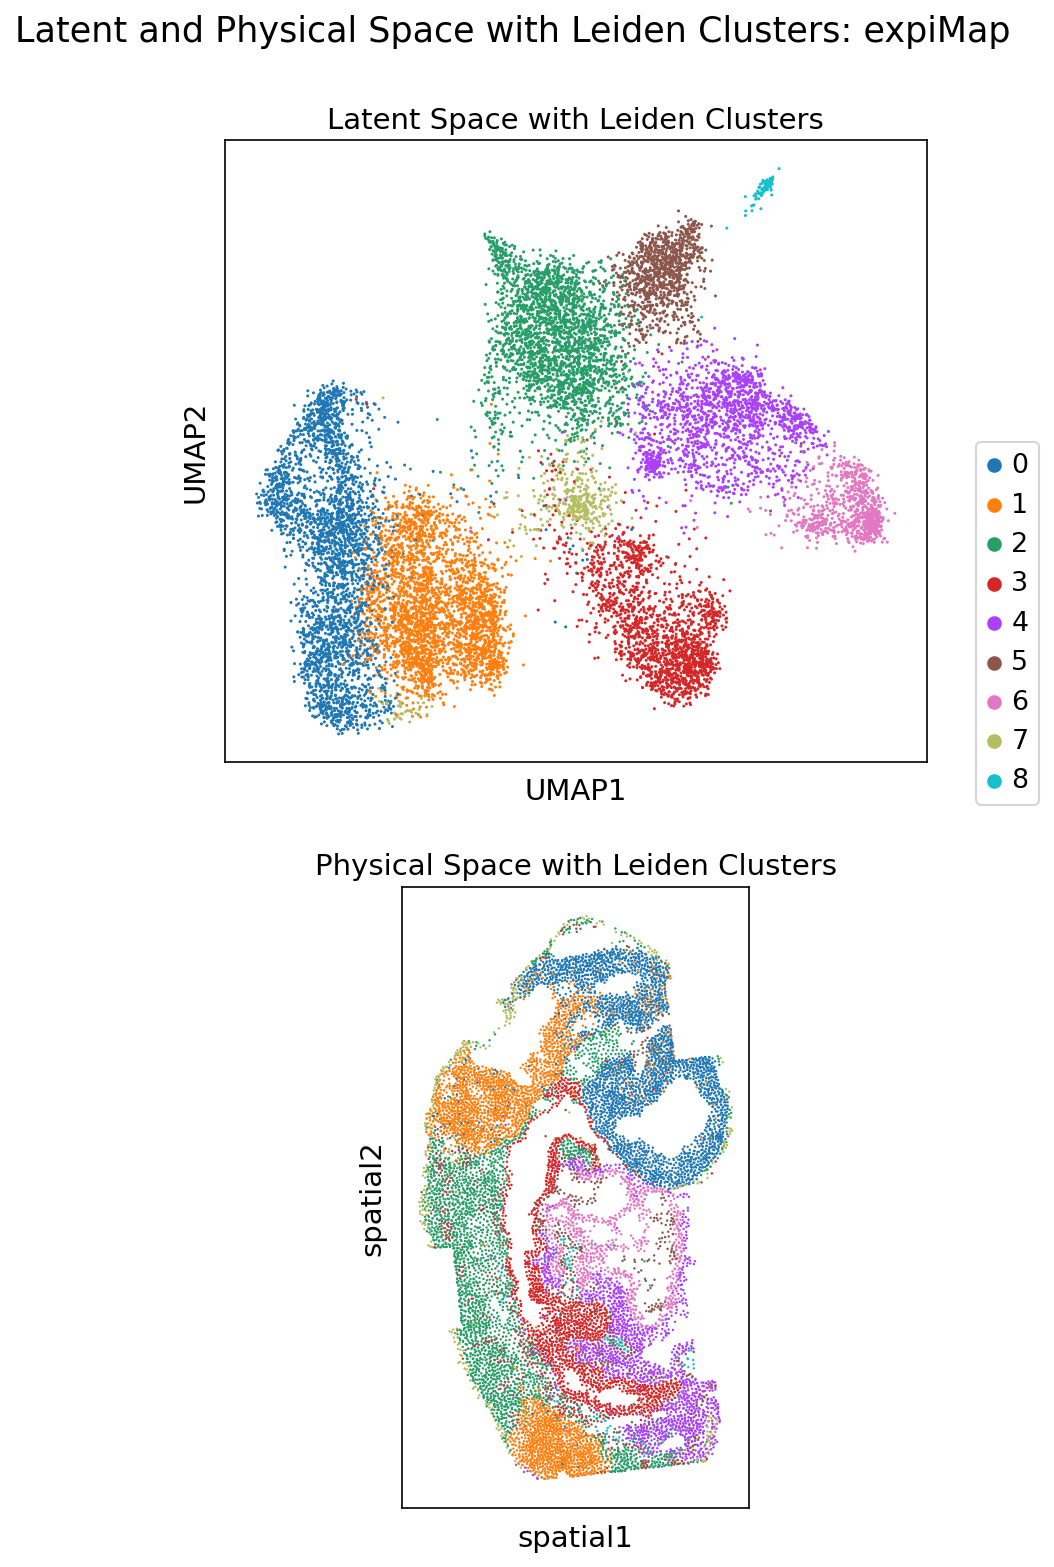 Latent and Physical Space with Leiden Clusters: expiMap
Latent Space with Leiden Clusters
UMAP2
UMAP1
0
1
2
3
4
5
6
7
8
Physical Space with Leiden Clusters
spatial2
spatial1